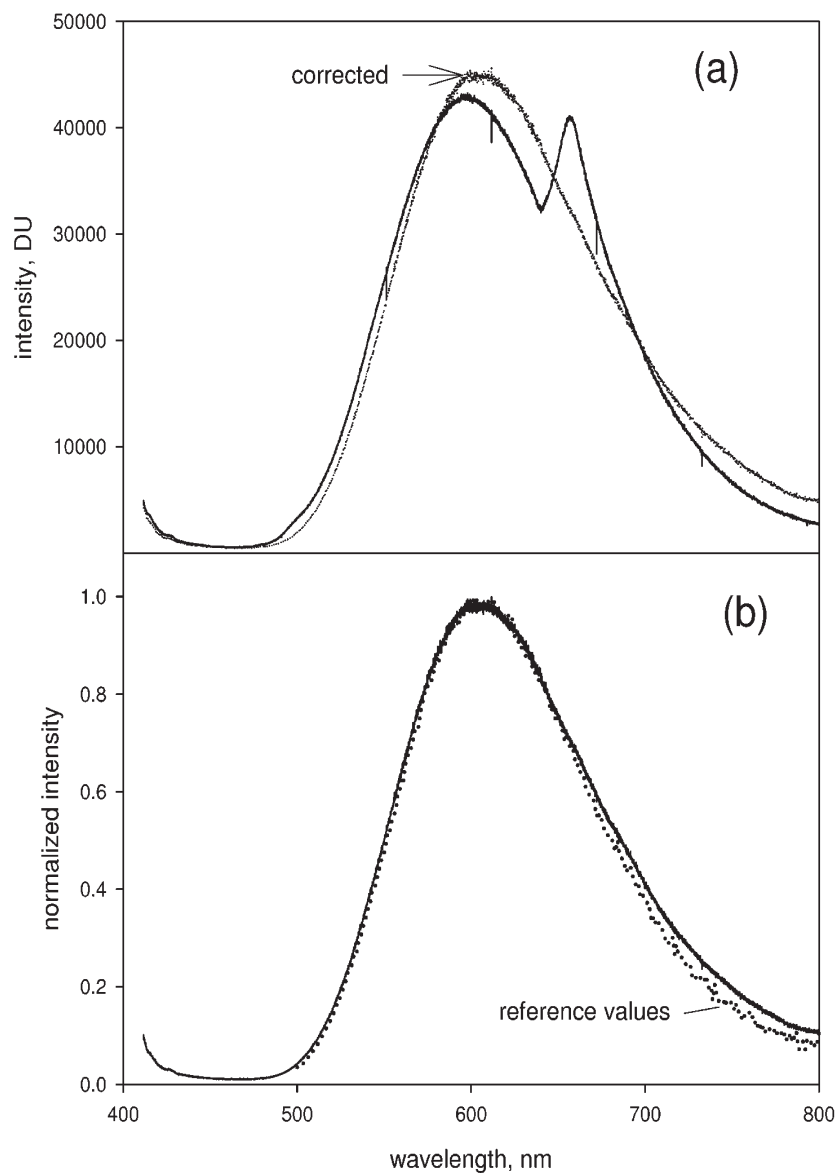 50000
corrected
(a)
40000
30000
intensity, DU
20000
10000
1.0
(b)
0.8
normalized intensity
0.6
0.4
0.2
reference values
0.0
400 500 600 700 800
wavelength, nm